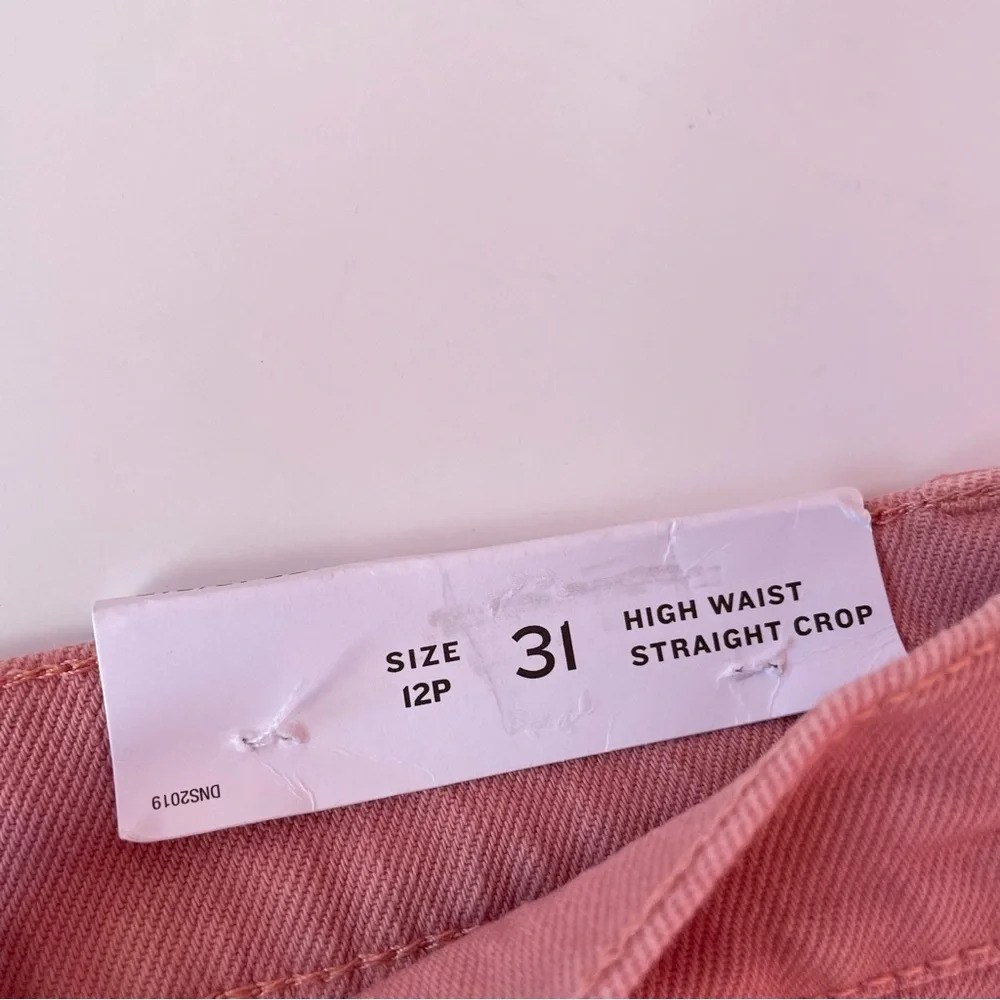 SIZE
12P
31
HIGH WAIST
STRAIGHT CROP
DNS2019